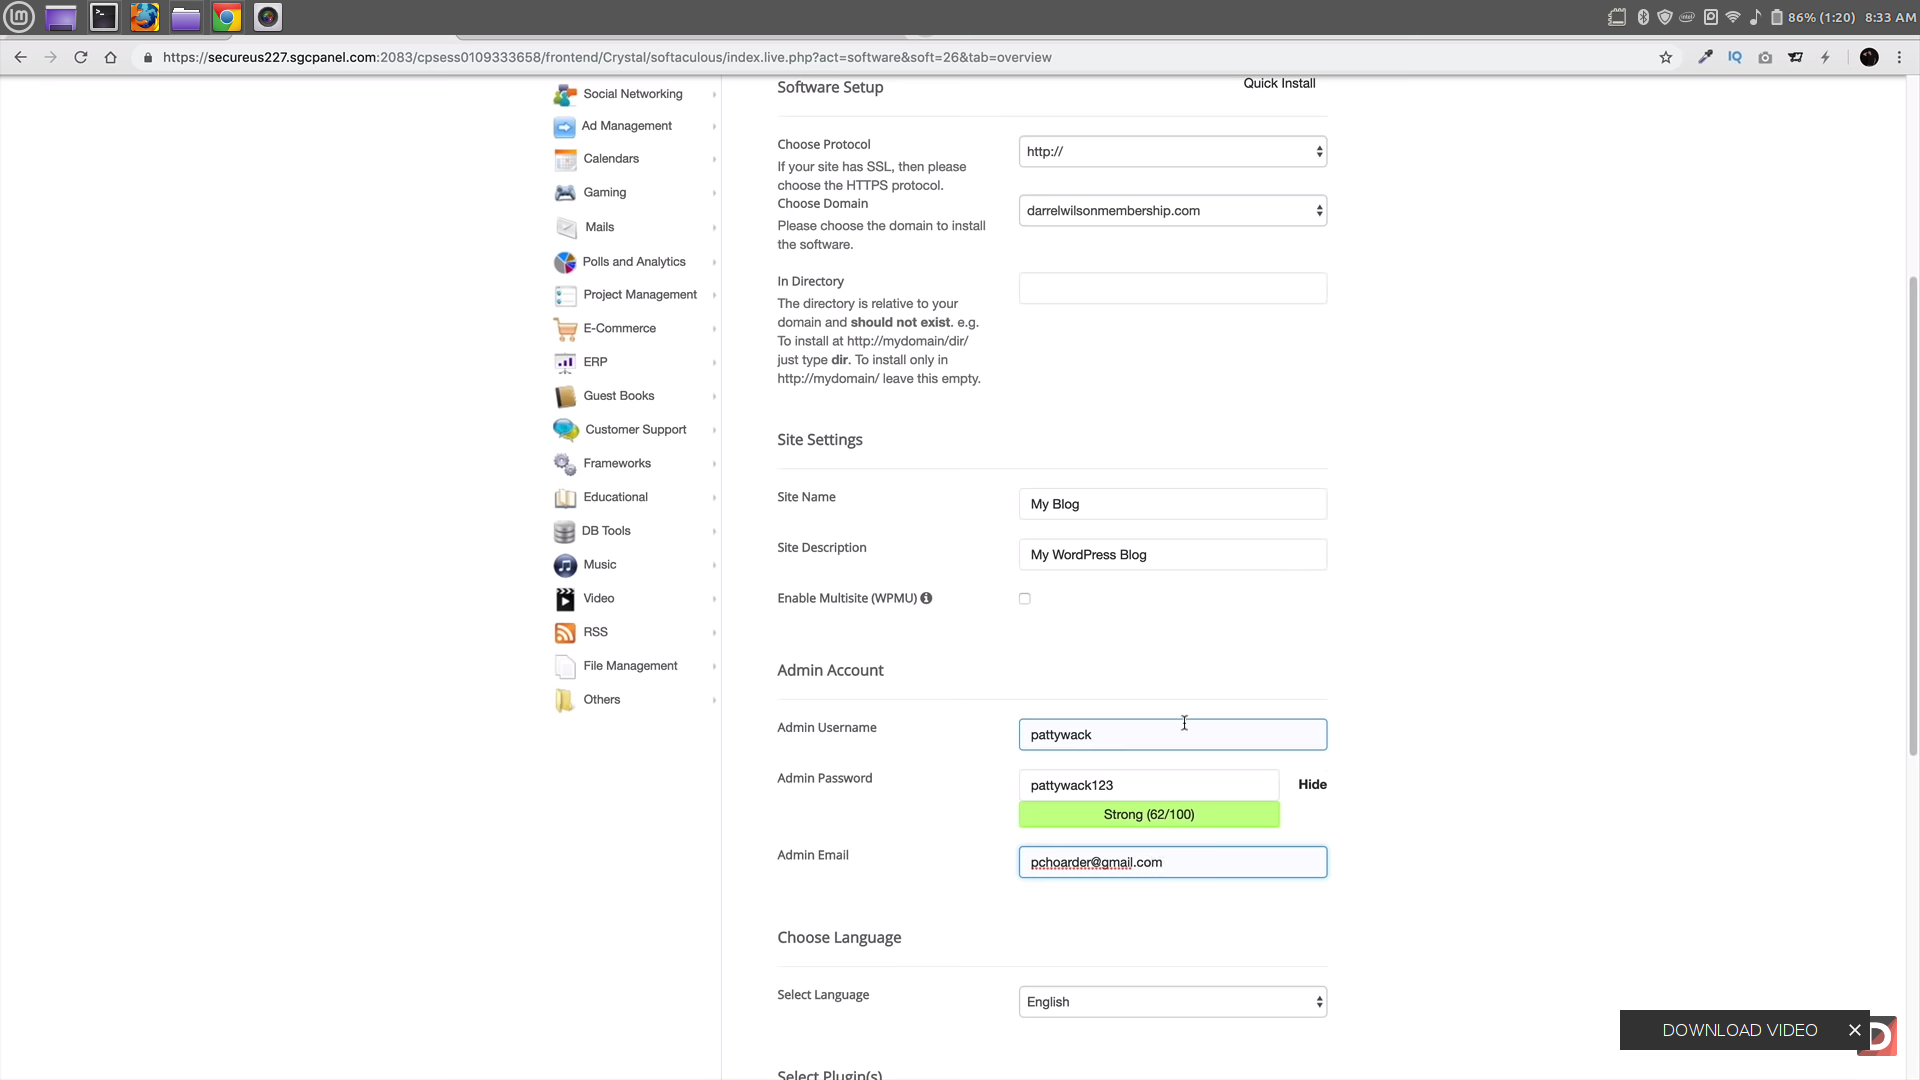 86% (1:20) 8:33 AM
https://secureus227.sgcpanel.com:2083/cpsess0109333658/frontend/Crystal/softaculous/index.live.php?act=software&soft=26&tab=overview
IQ
Social Networking
Ad Management
Calendars
Gaming
Mails
Polls and Analytics
Project Management
E-Commerce
ERP
Guest Books
Customer Support
Frameworks
Educational
DB Tools
Music
Video
RSS
File Management
Others
Software Setup
Quick Install
Choose Protocol
http://
If your site has SSL, then please
choose the HTTPS protocol.
Choose Domain
darrelwilsonmembership.com
Please choose the domain to install
the software.
In Directory
The directory is relative to your
domain and should not exist. e.g.
To install at http://mydomain/dir/
just type dir. To install only in
http://mydomain/ leave this empty.
Site Settings
Site Name
My Blog
Site Description
My WordPress Blog
Enable Multisite (WPMU)
Admin Account
Admin Username
pattywack
Admin Password
pattywack123
Hide
Strong (62/100)
Admin Email
pchoarder@gmail.com
Choose Language
Select Language
English
Select Plugin(s)
DOWNLOAD VIDEO
D